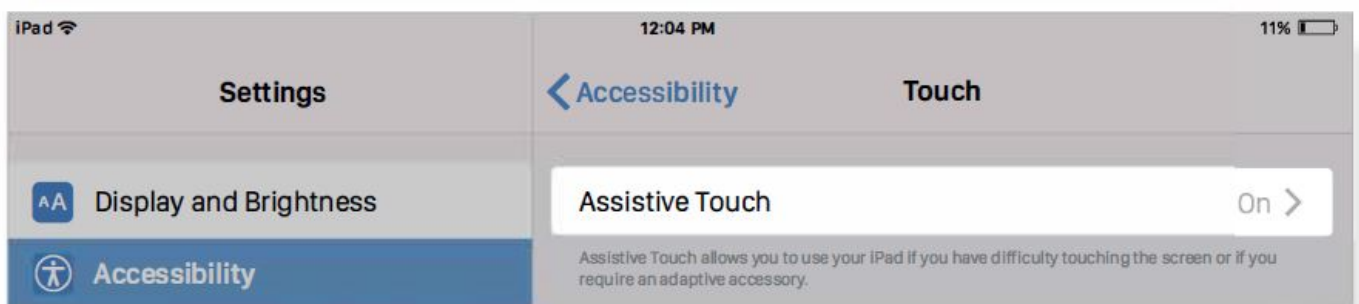 iPad 12:04 PM 11%
Settings
Accessibility Touch
AA Display and Brightness
Assistive Touch On
Accessibility
Assistive Touch allows you to use your iPad if you have difficulty touching the screen or if you
require an adaptive accessory.